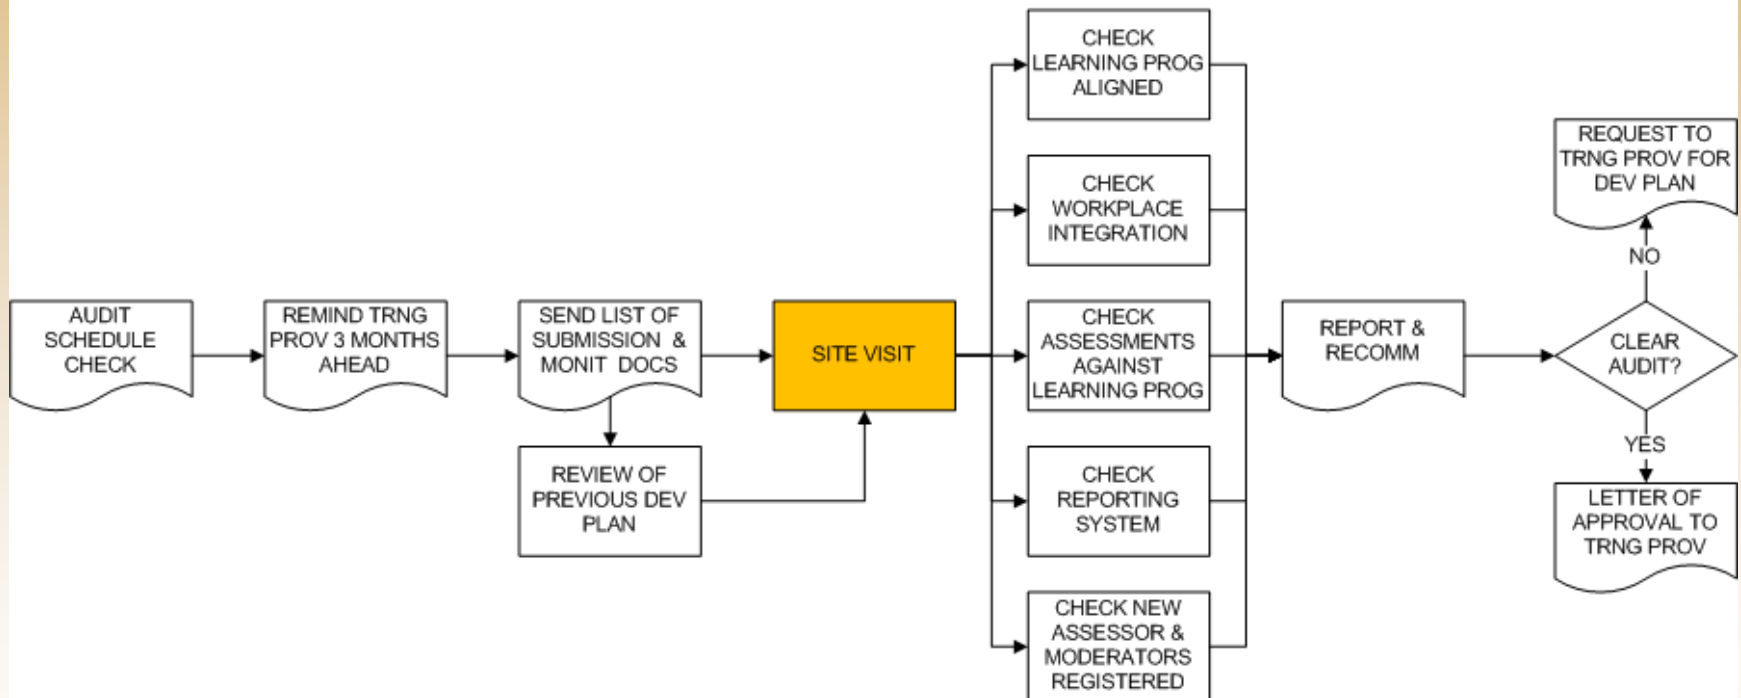 AUDIT
SCHEDULE
CHECK
REMIND TRNG
PROV 3 MONTHS
AHEAD
SEND LIST OF
SUBMISSION &
MONIT DOCS
REVIEW OF
PREVIOUS DEV
PLAN
SITE VISIT
CHECK
LEARNING PROG
ALIGNED
CHECK
WORKPLACE
INTEGRATION
CHECK
ASSESSMENTS
AGAINST
LEARNING PROG
CHECK
REPORTING
SYSTEM
CHECK NEW
ASSESSOR &
MODERATORS
REGISTERED
REPORT &
RECOMM
CLEAR
AUDIT?
NO
REQUEST TO
TRNG PROV FOR
DEV PLAN
YES
LETTER OF
APPROVAL TO
TRNG PROV